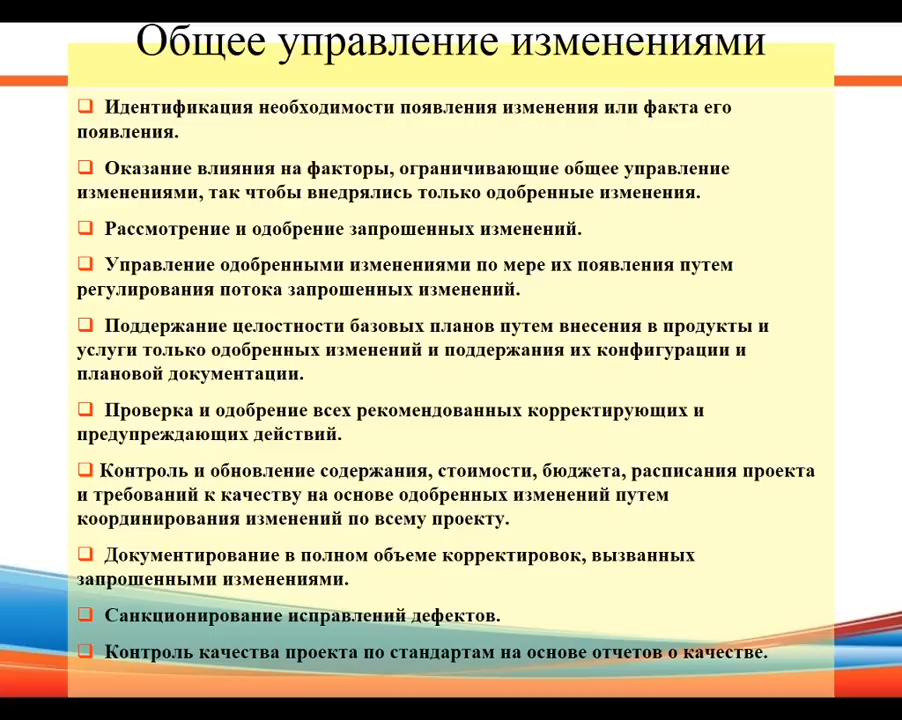 Общее управление изменениями
Идентификация необходимости появления изменения или факта его
появления.
Оказание влияния на факторы, ограничивающие общее управление
изменениями, так чтобы внедрялись только одобренные изменения.
Рассмотрение и одобрение запрошенных изменений.
Управление одобренными изменениями по мере их появления путем
регулирования потока запрошенных изменений.
Поддержание целостности базовых планов путем внесения в продукты и
услуги только одобренных изменений и поддержания их конфигурации и
плановой документации.
Проверка и одобрение всех рекомендованных корректирующих и
предупреждающих действий.
Контроль и обновление содержания, стоимости, бюджета, расписания проекта
и требований к качеству на основе одобренных изменений путем
координирования изменений по всему проекту.
Документирование в полном объеме корректировок, вызванных
запрошенными изменениями.
Санкционирование исправлений дефектов.
Контроль качества проекта по стандартам на основе отчетов о качестве.